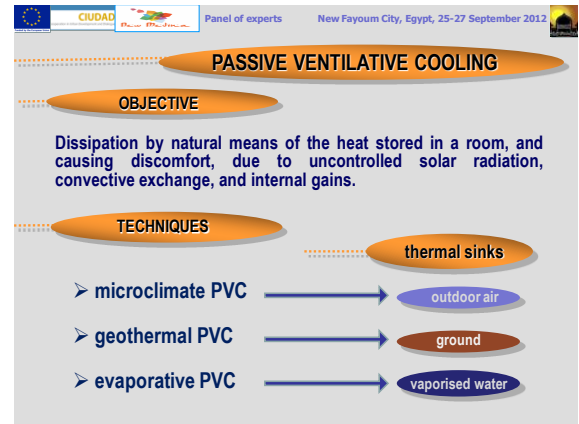 CIUDAD
Panel of experts New Fayoum City, Egypt, 25-27 September 2012
PASSIVE VENTILATIVE COOLING
OBJECTIVE
Dissipation by natural means of the heat stored in a room, and
causing discomfort, due to uncontrolled solar radiation,
convective exchange, and internal gains.
TECHNIQUES
thermal sinks
➢ microclimate PVC
outdoor air
➢ geothermal PVC
ground
➢ evaporative PVC
vaporised water